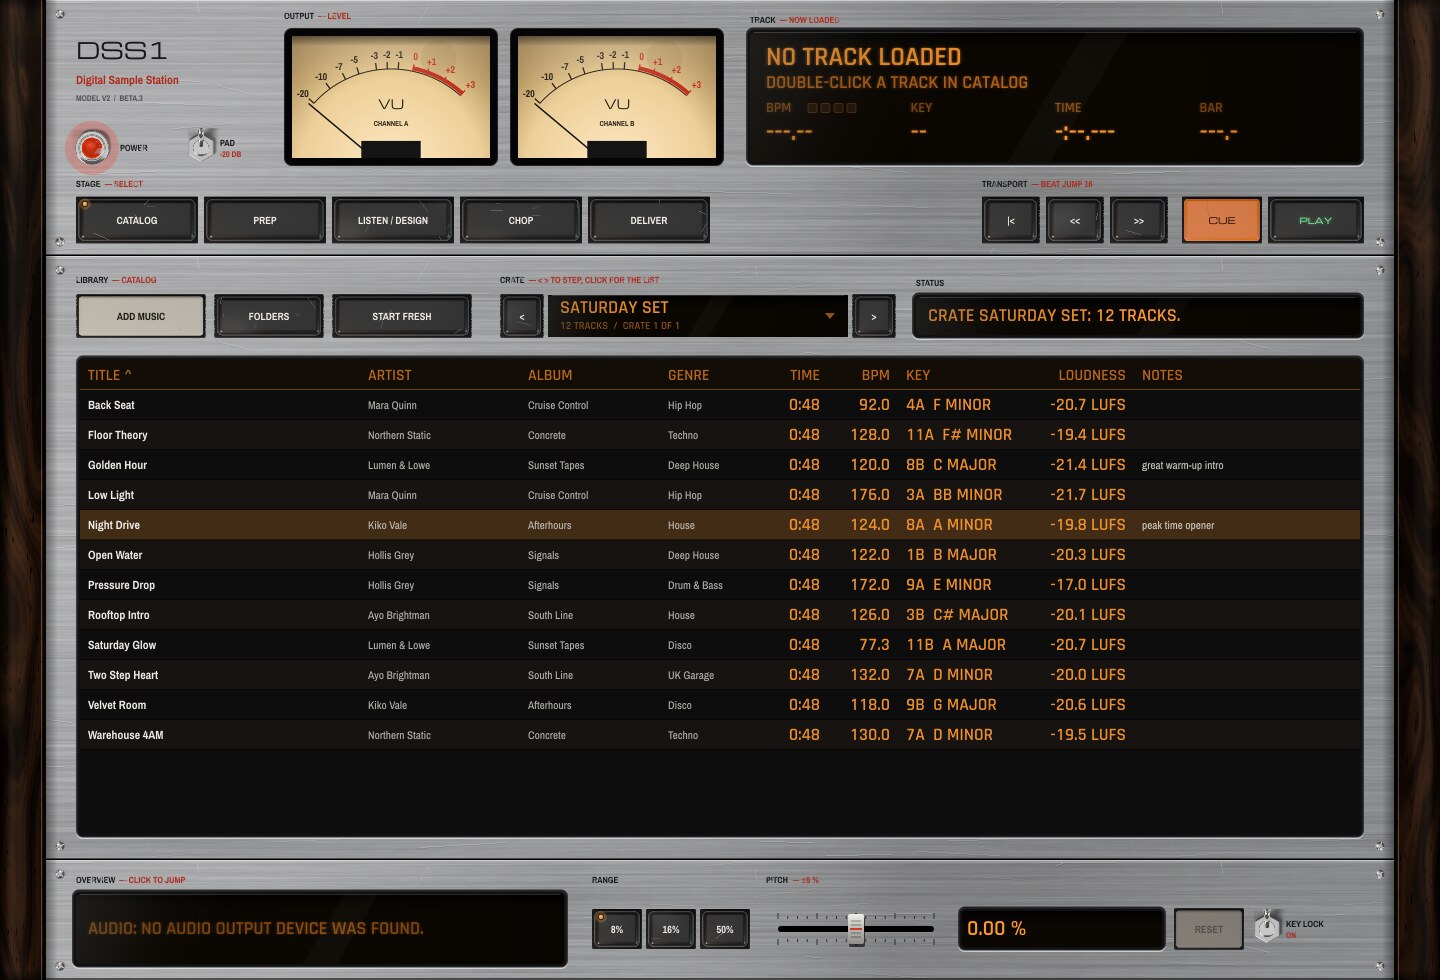 DSS1
Digital Sample Station
MODEL V2 / BETA.3
POWER
PAD
-20 DB
OUTPUT — LEVEL
-20 -10 -7 -5 -3 -2 -1 0 +1 +2 +3
VU
CHANNEL A
-20 -10 -7 -5 -3 -2 -1 0 +1 +2 +3
VU
CHANNEL B
TRACK — NOW LOADED
NO TRACK LOADED
DOUBLE-CLICK A TRACK IN CATALOG
BPM KEY TIME BAR
---.-- -- -:--.--- ---.-
STAGE — SELECT
CATALOG PREP LISTEN / DESIGN CHOP DELIVER
TRANSPORT — BEAT JUMP 16
|< << >> CUE PLAY
LIBRARY — CATALOG
ADD MUSIC FOLDERS START FRESH
CRATE — < > TO STEP, CLICK FOR THE LIST
< SATURDAY SET >
12 TRACKS / CRATE 1 OF 1
STATUS
CRATE SATURDAY SET: 12 TRACKS.
TITLE ^ ARTIST ALBUM GENRE TIME BPM KEY LOUDNESS NOTES
Back Seat Mara Quinn Cruise Control Hip Hop 0:48 92.0 4A F MINOR -20.7 LUFS
Floor Theory Northern Static Concrete Techno 0:48 128.0 11A F# MINOR -19.4 LUFS
Golden Hour Lumen & Lowe Sunset Tapes Deep House 0:48 120.0 8B C MAJOR -21.4 LUFS great warm-up intro
Low Light Mara Quinn Cruise Control Hip Hop 0:48 176.0 3A BB MINOR -21.7 LUFS
Night Drive Kiko Vale Afterhours House 0:48 124.0 8A A MINOR -19.8 LUFS peak time opener
Open Water Hollis Grey Signals Deep House 0:48 122.0 1B B MAJOR -20.3 LUFS
Pressure Drop Hollis Grey Signals Drum & Bass 0:48 172.0 9A E MINOR -17.0 LUFS
Rooftop Intro Ayo Brightman South Line House 0:48 126.0 3B C# MAJOR -20.1 LUFS
Saturday Glow Lumen & Lowe Sunset Tapes Disco 0:48 77.3 11B A MAJOR -20.7 LUFS
Two Step Heart Ayo Brightman South Line UK Garage 0:48 132.0 7A D MINOR -20.0 LUFS
Velvet Room Kiko Vale Afterhours Disco 0:48 118.0 9B G MAJOR -20.6 LUFS
Warehouse 4AM Northern Static Concrete Techno 0:48 130.0 7A D MINOR -19.5 LUFS
OVERVIEW — CLICK TO JUMP
AUDIO: NO AUDIO OUTPUT DEVICE WAS FOUND.
RANGE
8% 16% 50%
PITCH — ±8 %
0.00 %
RESET
KEY LOCK
ON